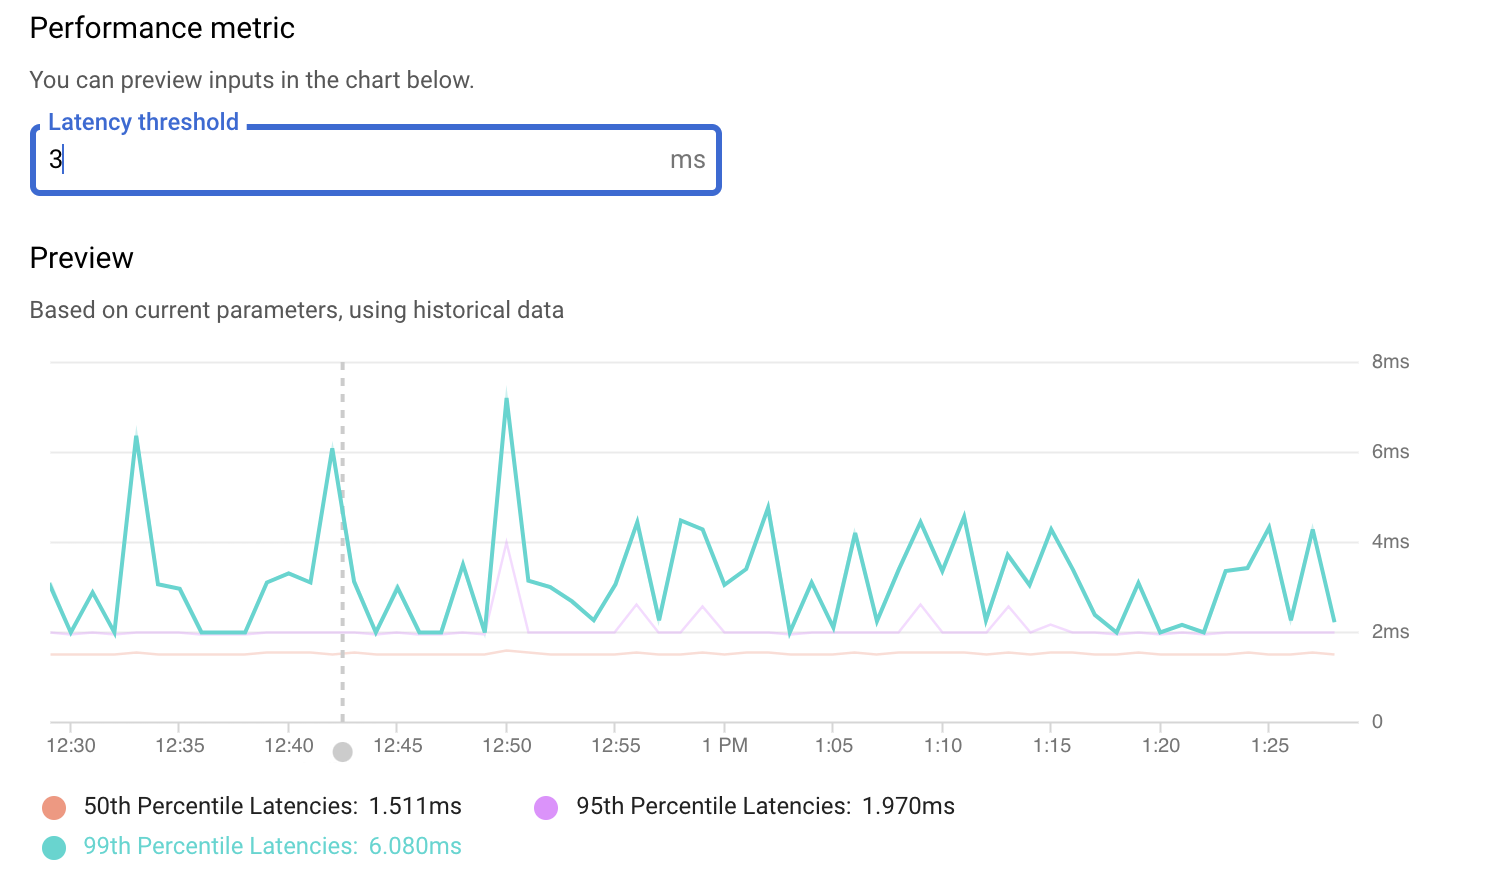 Performance metric
You can preview inputs in the chart below.
Latency threshold
3 ms
Preview
Based on current parameters, using historical data
8ms
6ms
4ms
2ms
0
12:30 12:35 12:40 12:45 12:50 12:55 1 PM 1:05 1:10 1:15 1:20 1:25
50th Percentile Latencies: 1.511ms 95th Percentile Latencies: 1.970ms
99th Percentile Latencies: 6.080ms